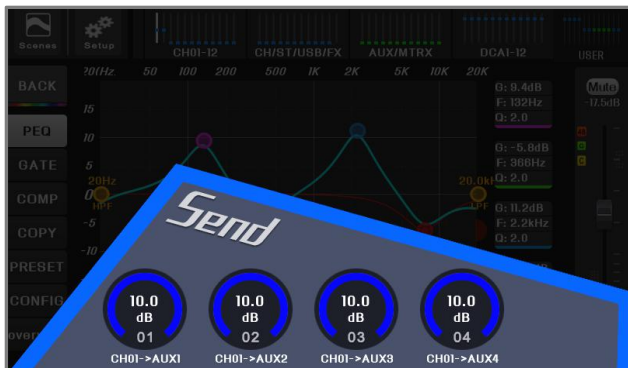 Scenes
Setup
CH01-12
CH/ST/USB/FX
AUX/MTRX
DCA1-12
USER
20(Hz 50 100 200 500 1K 2K 5K 10K 20K
BACK
PEQ
GATE
COMP
COPY
PRESET
CONFIG
15
10
5
0
-5
-10
20Hz
HPF
20.0k
G: 9.4dB
F: 132Hz
Q: 2.0
G: -5.8dB
F: 366Hz
Q: 2.0
G: 11.2dB
F: 2.2kHz
Q: 2.0
Mute
-17.5dB
G
C
Send
10.0
dB
01
CH01->AUX1
10.0
dB
02
CH01->AUX2
10.0
dB
03
CH01->AUX3
10.0
dB
04
CH01->AUX4